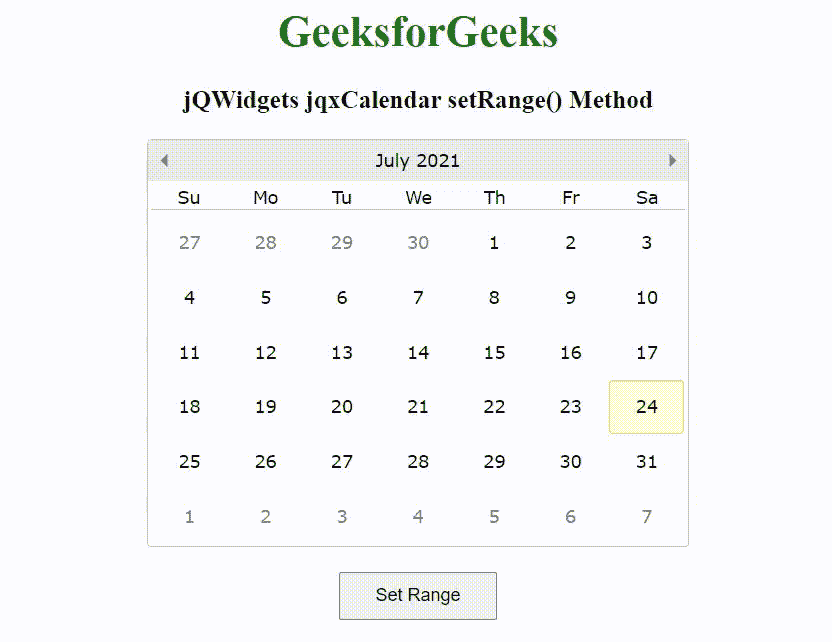 GeeksforGeeks
jQWidgets jqxCalendar setRange() Method
July 2021
Su Mo Tu We Th Fr Sa
27 28 29 30 1 2 3
4 5 6 7 8 9 10
11 12 13 14 15 16 17
18 19 20 21 22 23 24
25 26 27 28 29 30 31
1 2 3 4 5 6 7
Set Range